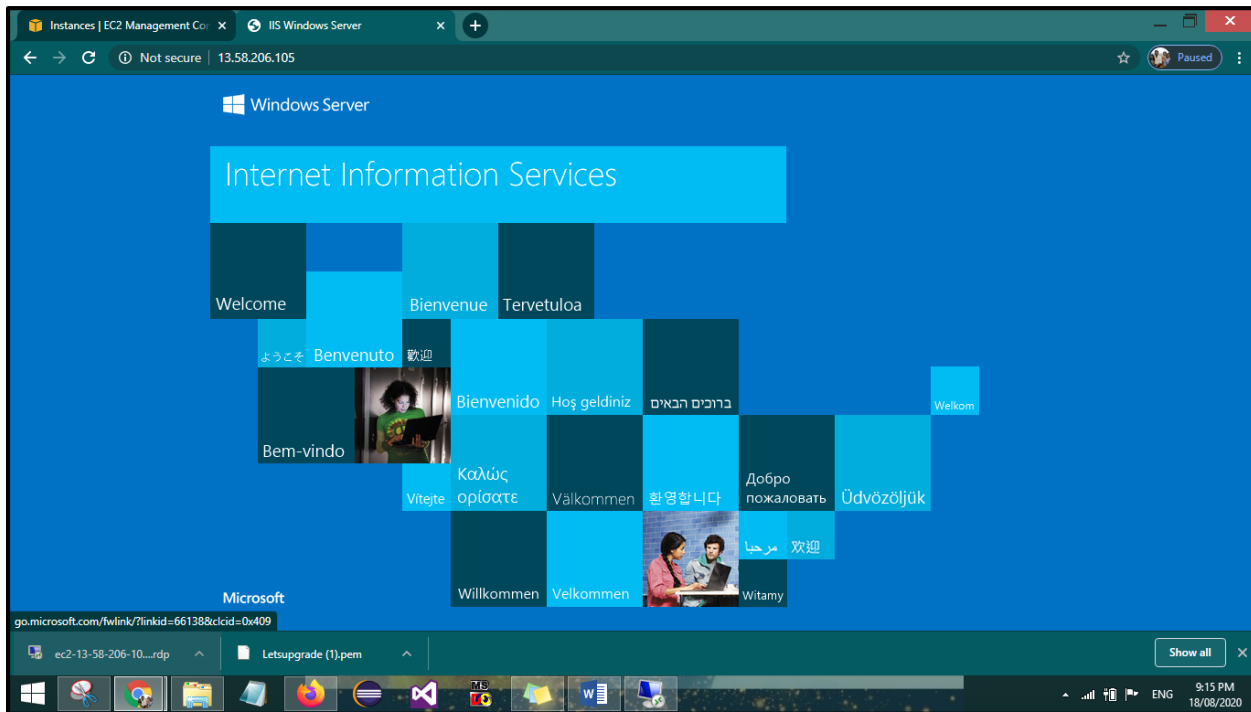 Instances | EC2 Management Cor
IIS Windows Server
Not secure | 13.58.206.105
Paused
Windows Server
Internet Information Services
Welcome
Bienvenue
Tervetuloa
ようこそ
Benvenuto
歡迎
Bienvenido
Hoş geldiniz
ברוכים הבאים
Welkom
Bem-vindo
Vítejte
Καλώς
ορίσατε
Välkommen
환영합니다
Добро
пожаловать
Üdvözöljük
مرحبا
欢迎
Willkommen
Velkommen
Witamy
Microsoft
go.microsoft.com/fwlink/?linkid=66138&clcid=0x409
ec2-13-58-206-10....rdp
Letsupgrade (1).pem
Show all
MS
ENG
9:15 PM
18/08/2020